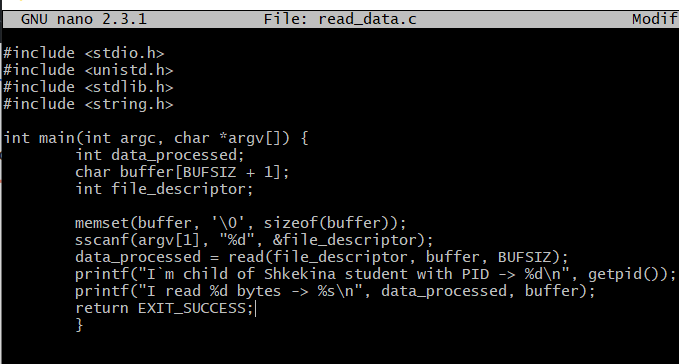 GNU nano 2.3.1 File: read_data.c Modif
#include <stdio.h>
#include <unistd.h>
#include <stdlib.h>
#include <string.h>
int main(int argc, char *argv[]) {
int data_processed;
char buffer[BUFSIZ + 1];
int file_descriptor;
memset(buffer, '\0', sizeof(buffer));
sscanf(argv[1], "%d", &file_descriptor);
data_processed = read(file_descriptor, buffer, BUFSIZ);
printf("I`m child of Shkekina student with PID -> %d\n", getpid());
printf("I read %d bytes -> %s\n", data_processed, buffer);
return EXIT_SUCCESS;
}